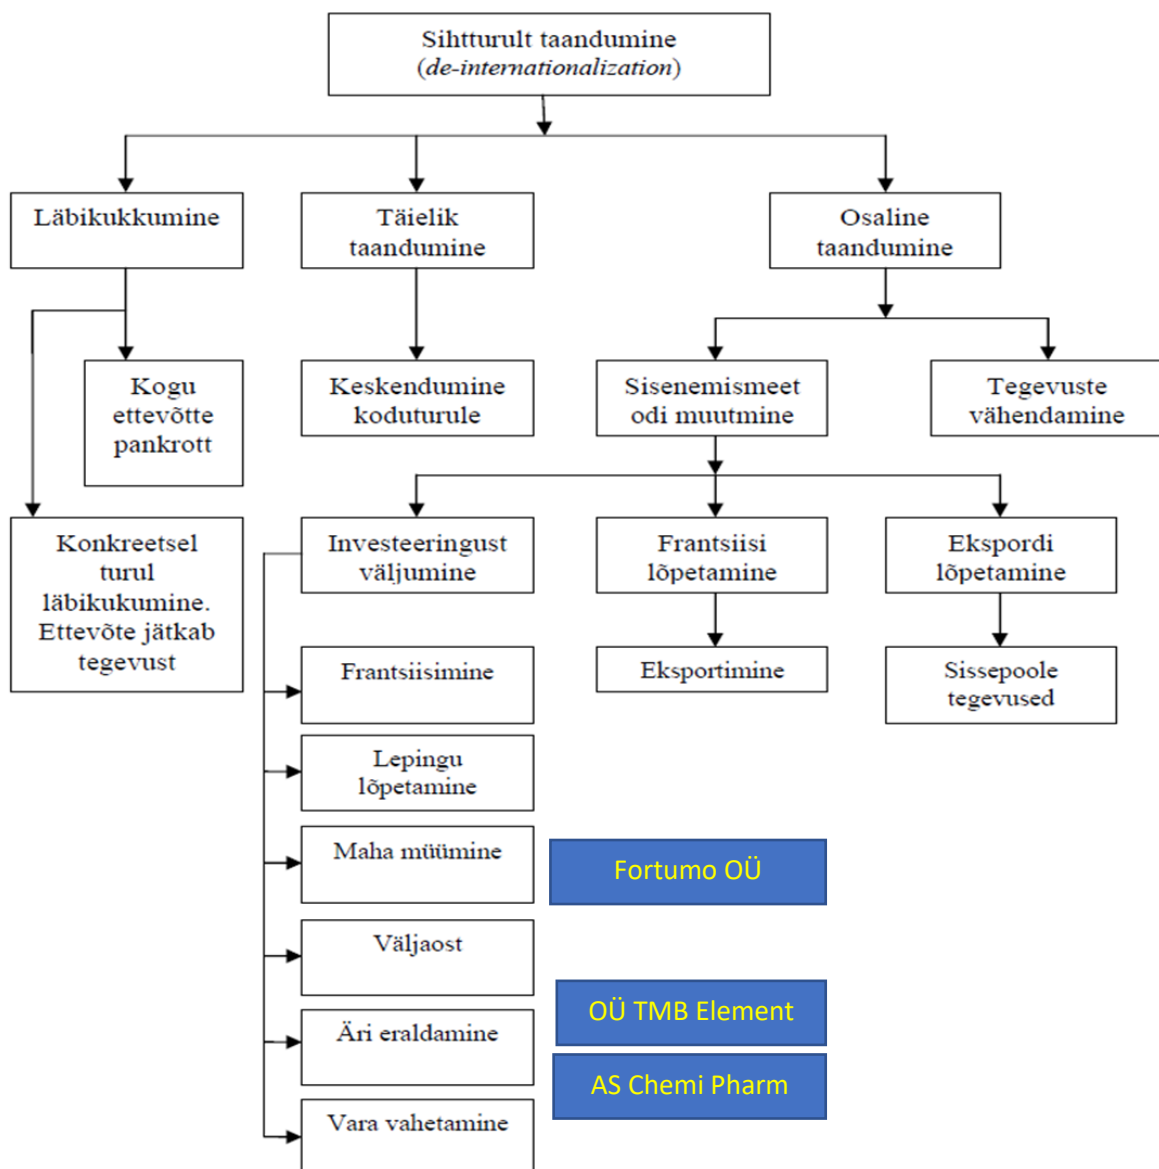 Sihtturult taandumine
(de-internationalization)
Läbikukkumine
Täielik
taandumine
Osaline
taandumine
Kogu
ettevõtte
pankrott
Keskendumine
koduturule
Sisenemismeet
odi muutmine
Tegevuste
vähendamine
Konkreetsel
turul
läbikukumine.
Ettevõte jätkab
tegevust
Investeeringust
väljumine
Frantsiisi
lõpetamine
Ekspordi
lõpetamine
Frantsiisimine
Eksportimine
Sissepoole
tegevused
Lepingu
lõpetamine
Maha müümine
Fortumo OÜ
Väljaost
OÜ TMB Element
Äri eraldamine
AS Chemi Pharm
Vara vahetamine